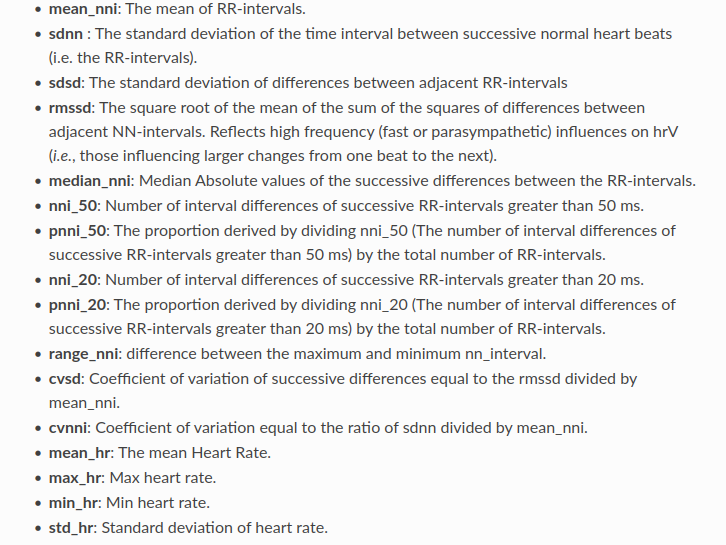 • mean_nni: The mean of RR-intervals.
• sdnn : The standard deviation of the time interval between successive normal heart beats
(i.e. the RR-intervals).
• sdsd: The standard deviation of differences between adjacent RR-intervals
• rmssd: The square root of the mean of the sum of the squares of differences between
adjacent NN-intervals. Reflects high frequency (fast or parasympathetic) influences on hrV
(i.e., those influencing larger changes from one beat to the next).
• median_nni: Median Absolute values of the successive differences between the RR-intervals.
• nni_50: Number of interval differences of successive RR-intervals greater than 50 ms.
• pnni_50: The proportion derived by dividing nni_50 (The number of interval differences of
successive RR-intervals greater than 50 ms) by the total number of RR-intervals.
• nni_20: Number of interval differences of successive RR-intervals greater than 20 ms.
• pnni_20: The proportion derived by dividing nni_20 (The number of interval differences of
successive RR-intervals greater than 20 ms) by the total number of RR-intervals.
• range_nni: difference between the maximum and minimum nn_interval.
• cvsd: Coefficient of variation of successive differences equal to the rmssd divided by
mean_nni.
• cvnni: Coefficient of variation equal to the ratio of sdnn divided by mean_nni.
• mean_hr: The mean Heart Rate.
• max_hr: Max heart rate.
• min_hr: Min heart rate.
• std_hr: Standard deviation of heart rate.